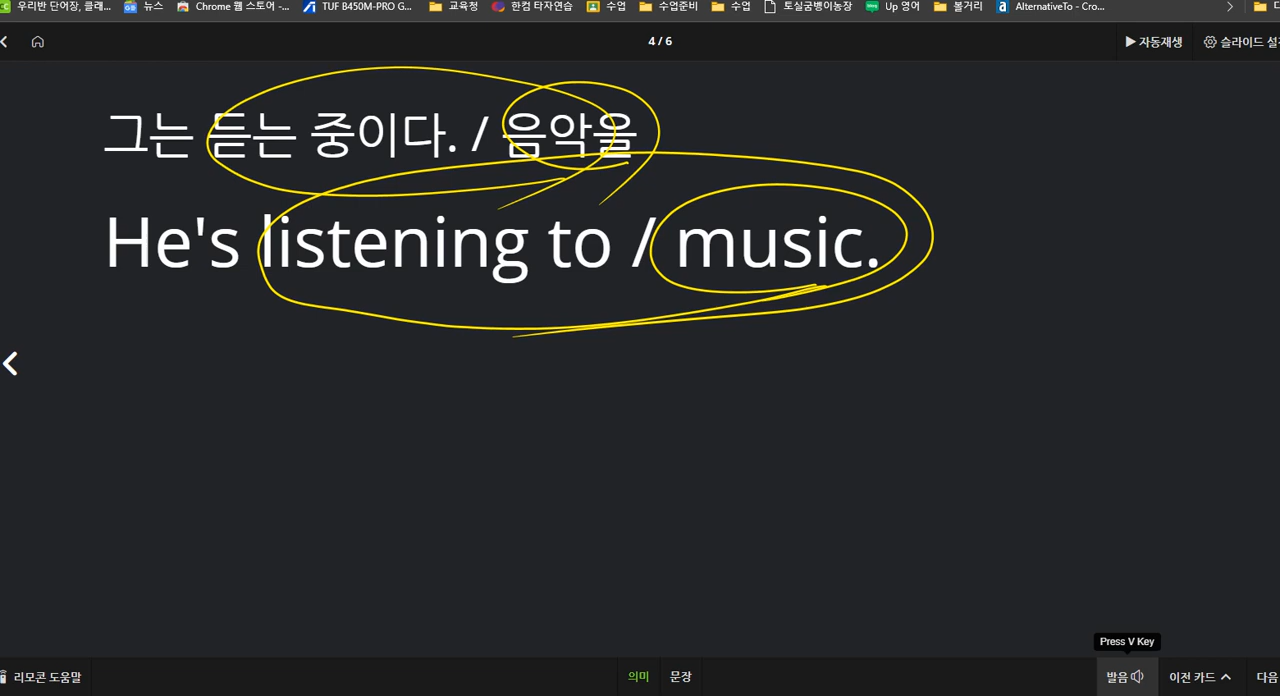 우리반 단어장, 클래... 뉴스 Chrome 웹 스토어 -... TUF B450M-PRO G... 교육청 한컴 타자연습 수업 수업준비 수업 토실굼벵이농장 Up 영어 볼거리 AlternativeTo - Cro...
4 / 6 자동재생 슬라이드 설
그는 듣는 중이다. / 음악을
He's listening to / music.
Press V Key
리모콘 도움말 의미 문장 발음 이전 카드 다음